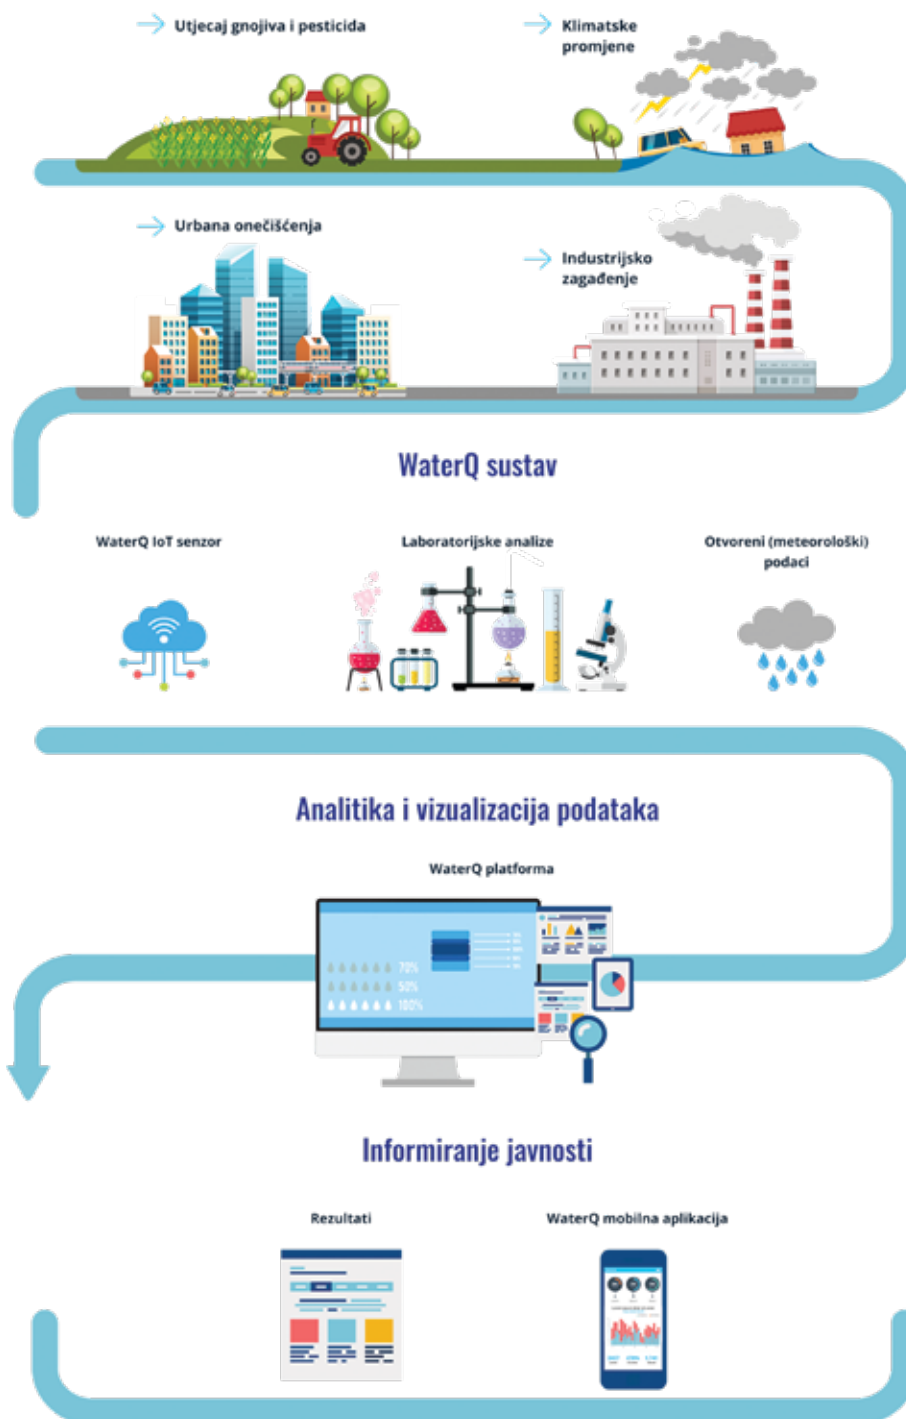 Utjecaj gnojiva i pesticida
Klimatske
promjene
Urbana onečišćenja
Industrijsko
zagađenje
WaterQ sustav
WaterQ IoT senzor
Laboratorijske analize
Otvoreni (meteorološki)
podaci
Analitika i vizualizacija podataka
WaterQ platforma
70%
50%
100%
Informiranje javnosti
Rezultati
WaterQ mobilna aplikacija